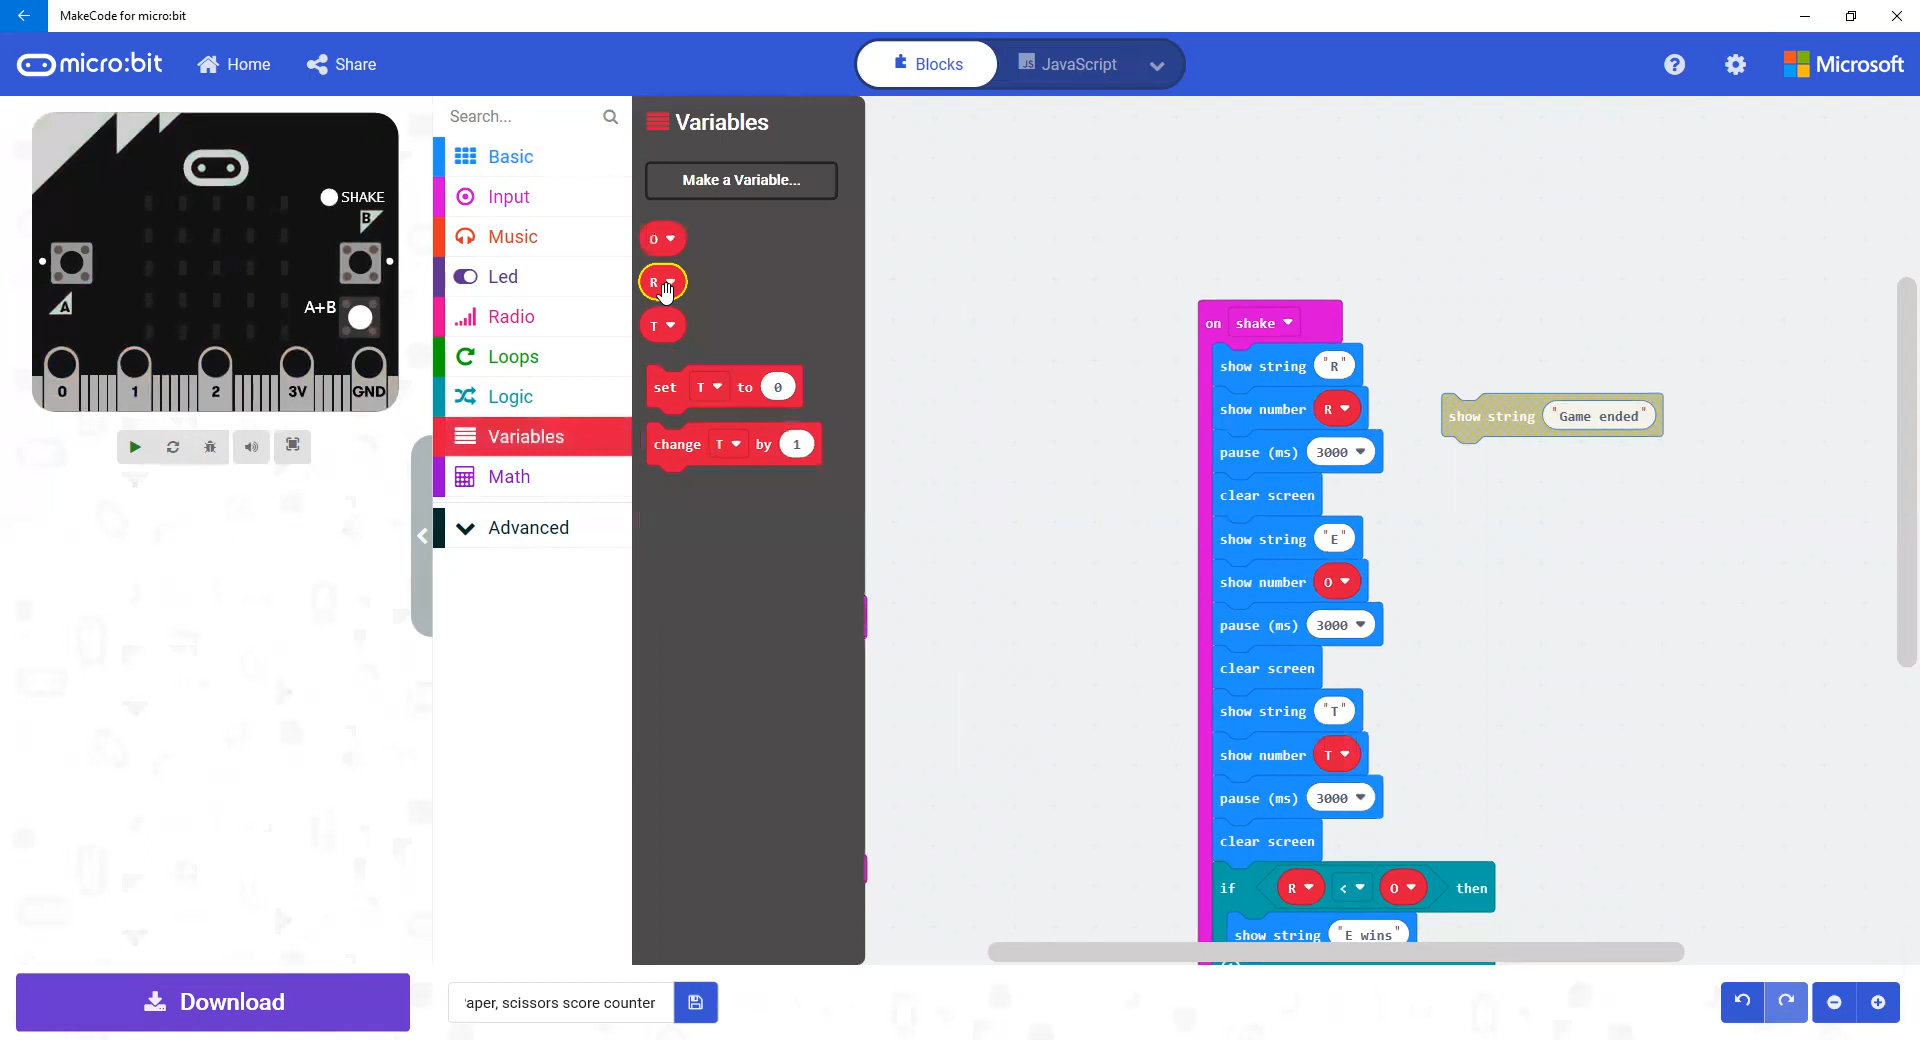 MakeCode for micro:bit
micro:bit
Home
Share
Blocks
JS JavaScript
?
Microsoft
SHAKE
B
A+B
A
0 1 2 3V GND
Search...
Basic
Input
Music
Led
Radio
Loops
Logic
Variables
Math
Advanced
Variables
Make a Variable...
O
R
T
set T to 0
change T by 1
on shake
show string "R"
show number R
pause (ms) 3000
clear screen
show string "E"
show number O
pause (ms) 3000
clear screen
show string "T"
show number T
pause (ms) 3000
clear screen
if R < O then
show string "E wins"
show string "Game ended"
Download
'aper, scissors score counter